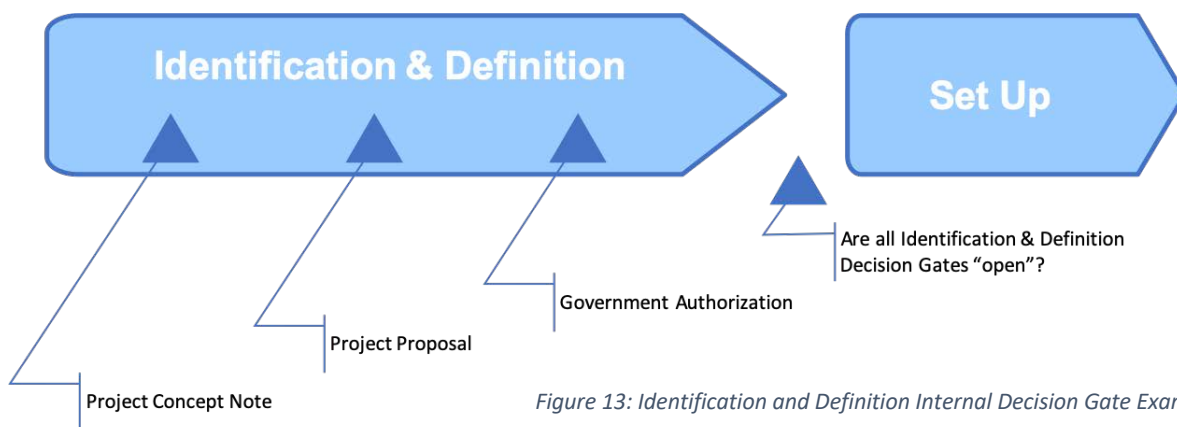 Identification & Definition
Set Up
Are all Identification & Definition
Decision Gates “open”?
Government Authorization
Project Proposal
Project Concept Note
Figure 13: Identification and Definition Internal Decision Gate